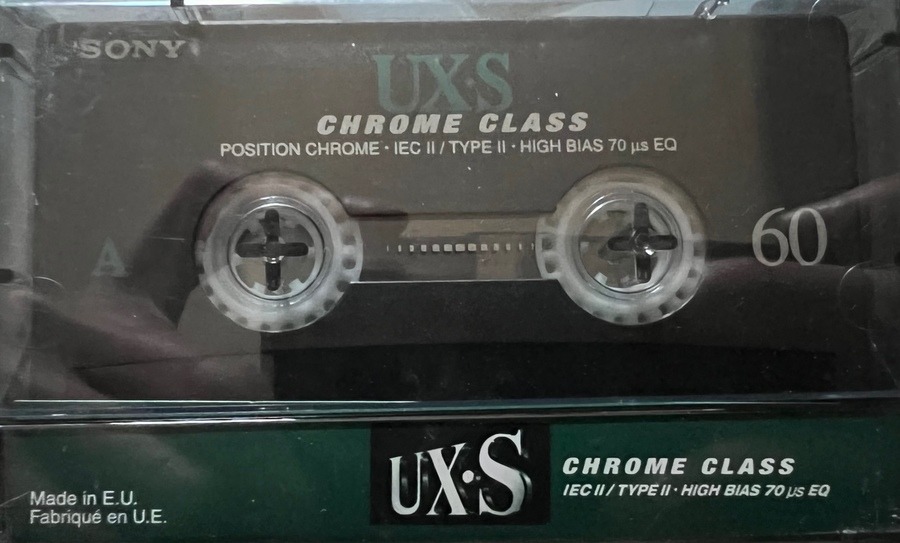 SONY
UX·S
CHROME CLASS
POSITION CHROME · IEC II / TYPE II · HIGH BIAS 70 µs EQ
A
60
UX·S
CHROME CLASS
IEC II / TYPE II · HIGH BIAS 70 µs EQ
Made in E.U.
Fabriqué en U.E.